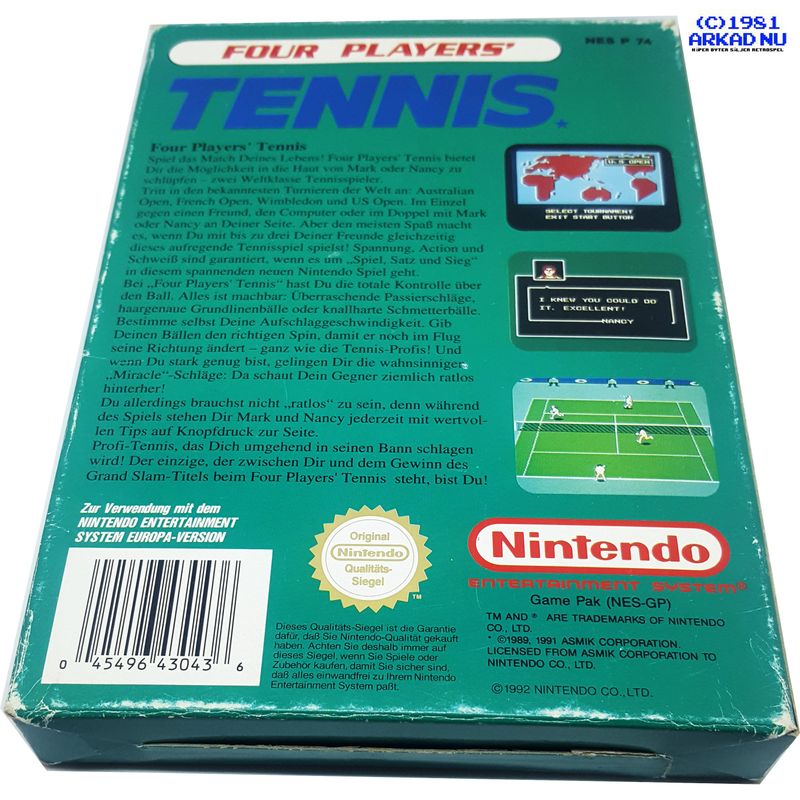 (C)1981
ARKAD NU
HIPER BYTER SÄLJER RETROSPEL
FOUR PLAYERS'
NES P 74
TENNIS
Four Players' Tennis
Spiel das Match Deines Lebens! Four Players' Tennis bietet
Dir die Möglichkeit in die Haut von Mark oder Nancy zu
schlüpfen – zwei Weltklasse Tennisspieler.
Tritt in den bekanntesten Turnieren der Welt an: Australian
Open, French Open, Wimbledon und US Open. Im Einzel
gegen einen Freund, den Computer oder im Doppel mit Mark
oder Nancy an Deiner Seite. Aber den meisten Spaß macht
es, wenn Du mit bis zu drei Deiner Freunde gleichzeitig
dieses aufregende Tennisspiel spielst! Spannung, Action und
Schweiß sind garantiert, wenn es um „Spiel, Satz und Sieg"
in diesem spannenden neuen Nintendo Spiel geht.
Bei „Four Players' Tennis" hast Du die totale Kontrolle über
den Ball. Alles ist machbar: Überraschende Passierschläge,
haargenaue Grundlinenbälle oder knallharte Schmetterbälle.
Bestimme selbst Deine Aufschlaggeschwindigkeit. Gib
Deinen Bällen den richtigen Spin, damit er noch im Flug
seine Richtung ändert – ganz wie die Tennis-Profis! Und
wenn Du stark genug bist, gelingen Dir die wahnsinnigen
„Miracle"-Schläge: Da schaut Dein Gegner ziemlich ratlos
hinterher!
Du allerdings brauchst nicht „ratlos" zu sein, denn während
des Spiels stehen Dir Mark und Nancy jederzeit mit wertvol-
len Tips auf Knopfdruck zur Seite.
Profi-Tennis, das Dich umgehend in seinen Bann schlagen
wird! Der einzige, der zwischen Dir und dem Gewinn des
Grand Slam-Titels beim Four Players' Tennis steht, bist Du!
U.S OPEN
SELECT TOURNAMENT
EXIT START BUTTON
I KNEW YOU COULD DO
IT. EXCELLENT!
NANCY
Zur Verwendung mit dem
NINTENDO ENTERTAINMENT
SYSTEM EUROPA-VERSION
0 45496 43043 6
Original
Nintendo
Qualitäts-
Siegel
TM
Dieses Qualitäts-Siegel ist die Garantie
dafür, daß Sie Nintendo-Qualität gekauft
haben. Achten Sie deshalb immer auf
dieses Siegel, wenn Sie Spiele oder
Zubehör kaufen, damit Sie sicher sind,
daß alles einwandfrei zu Ihrem Nintendo
Entertainment System paßt.
Nintendo
ENTERTAINMENT SYSTEM®
Game Pak (NES-GP)
TM AND ® ARE TRADEMARKS OF NINTENDO
CO., LTD.
©1989, 1991 ASMIK CORPORATION.
LICENSED FROM ASMIK CORPORATION TO
NINTENDO CO., LTD.
©1992 NINTENDO CO., LTD.